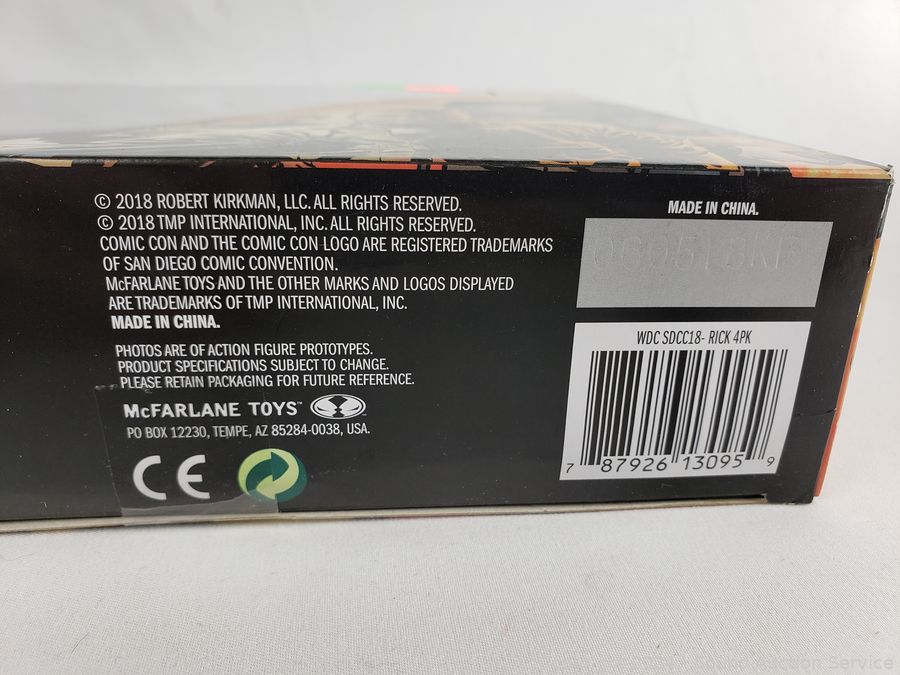 © 2018 ROBERT KIRKMAN, LLC. ALL RIGHTS RESERVED.
© 2018 TMP INTERNATIONAL, INC. ALL RIGHTS RESERVED.
COMIC CON AND THE COMIC CON LOGO ARE REGISTERED TRADEMARKS
OF SAN DIEGO COMIC CONVENTION.
McFARLANE TOYS AND THE OTHER MARKS AND LOGOS DISPLAYED
ARE TRADEMARKS OF TMP INTERNATIONAL, INC.
MADE IN CHINA.
PHOTOS ARE OF ACTION FIGURE PROTOTYPES.
PRODUCT SPECIFICATIONS SUBJECT TO CHANGE.
PLEASE RETAIN PACKAGING FOR FUTURE REFERENCE.
McFARLANE TOYS™
PO BOX 12230, TEMPE, AZ 85284-0038, USA.
CE
MADE IN CHINA.
WDC SDCC18- RICK 4PK
7 87926 13095 9
Auction Service